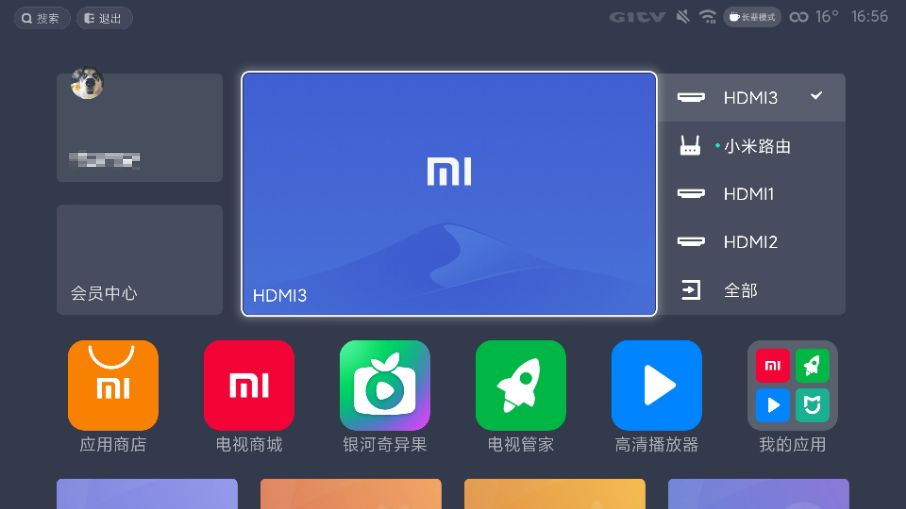 搜索
退出
GITV
长辈模式
16°
16:56
HDMI3
小米路由
HDMI1
HDMI2
全部
会员中心
HDMI3
应用商店
电视商城
银河奇异果
电视管家
高清播放器
我的应用